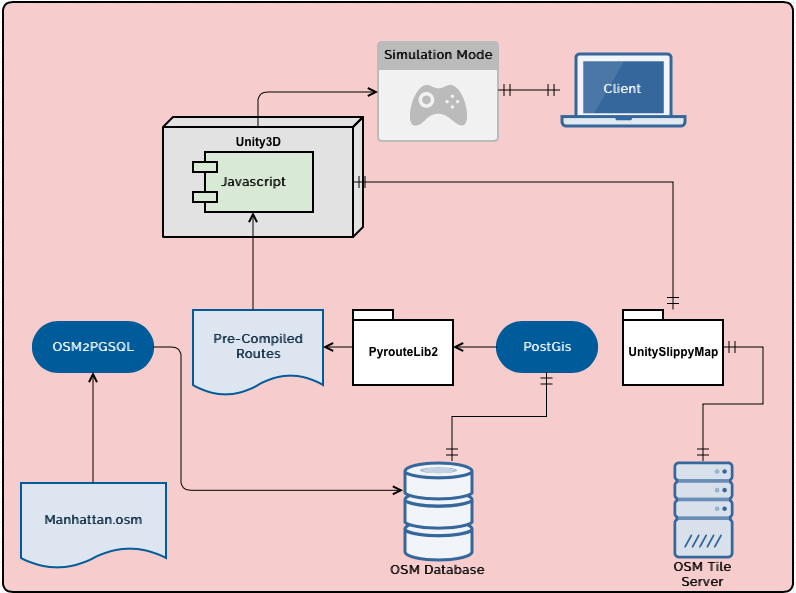 Simulation Mode
Client
Unity3D
Javascript
OSM2PGSQL
Pre-Compiled
Routes
PyrouteLib2
PostGis
UnitySlippyMap
Manhattan.osm
OSM Database
OSM Tile
Server